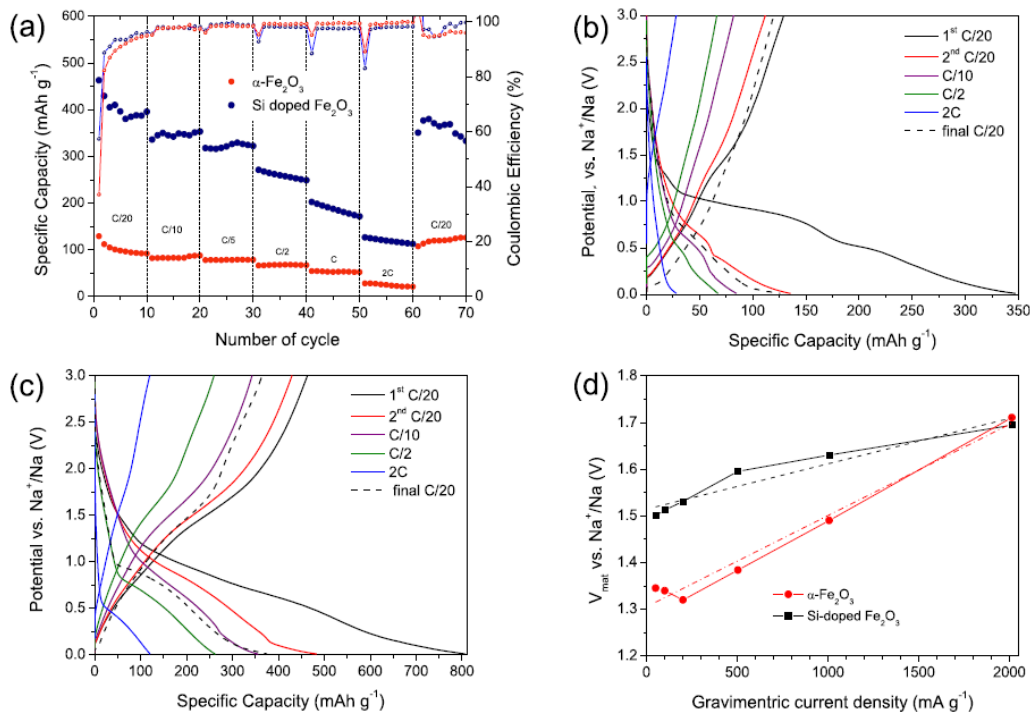 (a)
600
500
400
350
300
250
200
150
100
50
0
Specific Capacity (mAh g⁻¹)
α-Fe₂O₃
Si doped Fe₂O₃
C/20
C/10
C/5
C/2
C
2C
C/20
100
80
60
40
20
0
Coulombic Efficiency (%)
0 10 20 30 40 50 60 70
Number of cycle
(b)
3.0
2.5
2.0
1.5
1.0
0.5
0.0
Potential, vs. Na⁺/Na (V)
1ˢᵗ C/20
2ⁿᵈ C/20
C/10
C/2
2C
final C/20
0 50 100 150 200 250 300 350
Specific Capacity (mAh g⁻¹)
(c)
3.0
2.5
2.0
1.5
1.0
0.5
0.0
Potential vs. Na⁺/Na (V)
1ˢᵗ C/20
2ⁿᵈ C/20
C/10
C/2
2C
final C/20
0 100 200 300 400 500 600 700 800
Specific Capacity (mAh g⁻¹)
(d)
1.8
1.7
1.6
1.5
1.4
1.3
1.2
V_mat vs. Na⁺/Na (V)
α-Fe₂O₃
Si-doped Fe₂O₃
0 500 1000 1500 2000
Gravimetric current density (mA g⁻¹)